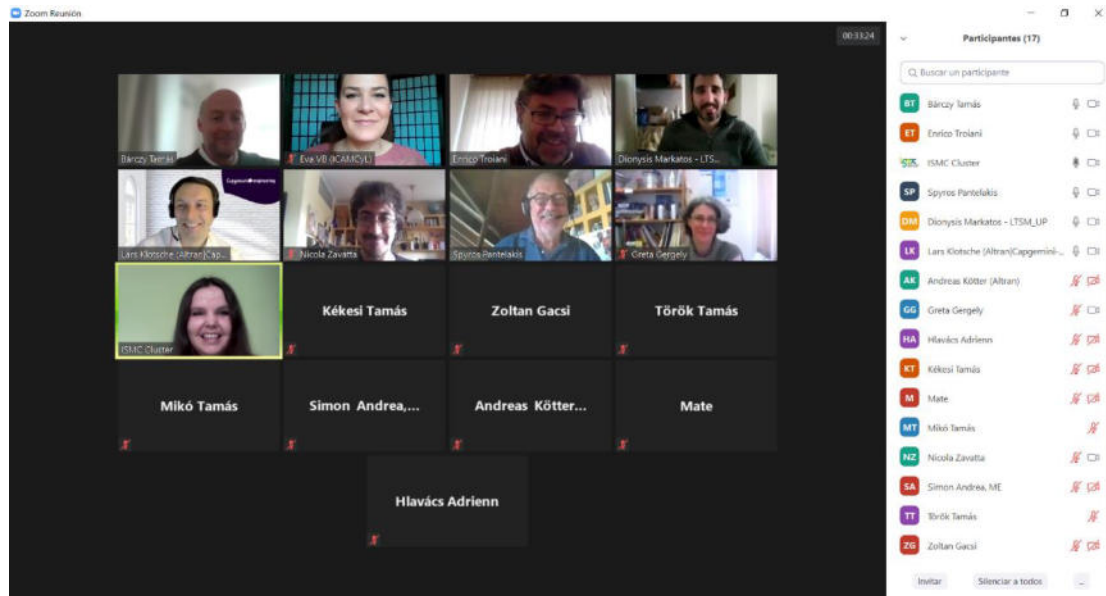 Zoom Reunión
00:33:24
Bárczy Tamás
Eva VB (ICAMCyL)
Enrico Troiani
Dionysis Markatos - LTS...
Capgemini engineering
Lars Klotsche (Altran|Cap...
Nicola Zavatta
Spyros Pantelakis
Greta Gergely
ISMC Cluster
Kékesi Tamás
Zoltan Gacsi
Török Tamás
Mikó Tamás
Simon Andrea,...
Andreas Kötter...
Mate
Hlavács Adrienn
Participantes (17)
Buscar un participante
BT Bárczy Tamás
ET Enrico Troiani
ISMC Cluster
SP Spyros Pantelakis
DM Dionysis Markatos - LTSM_UP
LK Lars Klotsche (Altran|Capgemini-...
AK Andreas Kötter (Altran)
GG Greta Gergely
HA Hlavács Adrienn
KT Kékesi Tamás
M Mate
MT Mikó Tamás
NZ Nicola Zavatta
SA Simon Andrea, ME
TT Török Tamás
ZG Zoltan Gacsi
Invitar
Silenciar a todos
...